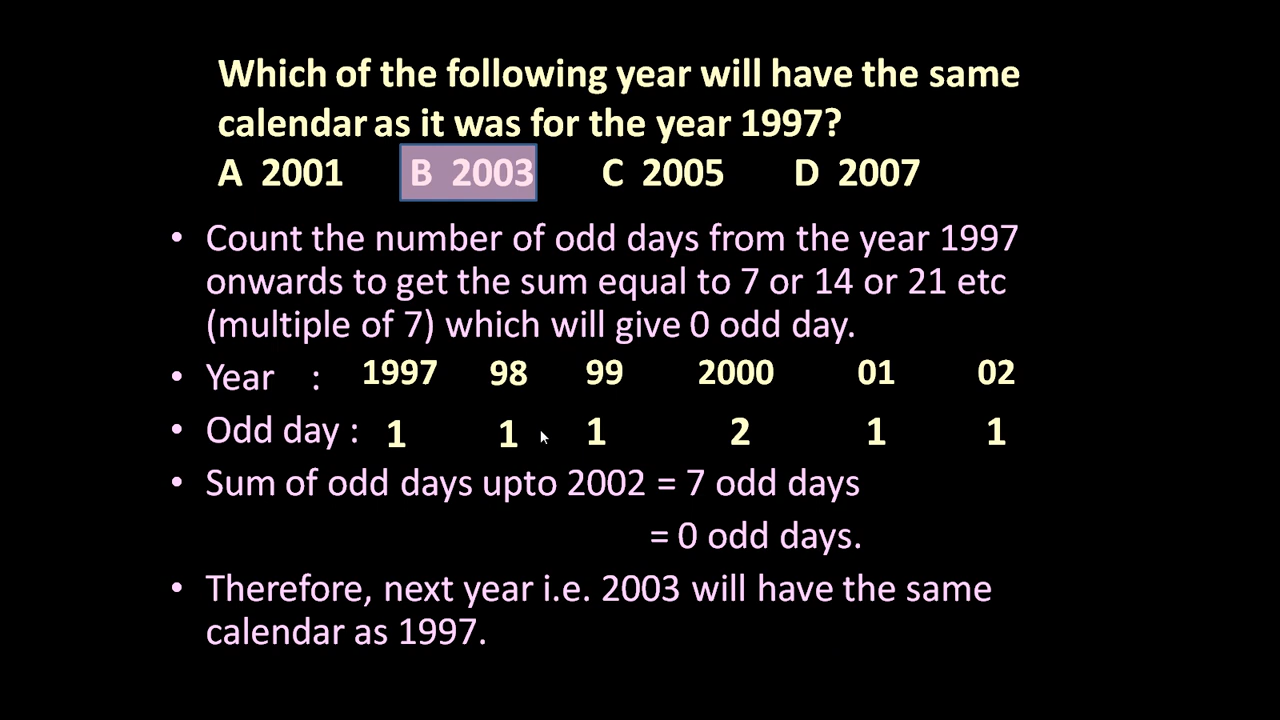 Which of the following year will have the same
calendar as it was for the year 1997?
A 2001 B 2003 C 2005 D 2007
• Count the number of odd days from the year 1997
onwards to get the sum equal to 7 or 14 or 21 etc
(multiple of 7) which will give 0 odd day.
• Year : 1997 98 99 2000 01 02
• Odd day : 1 1 1 2 1 1
• Sum of odd days upto 2002 = 7 odd days
= 0 odd days.
• Therefore, next year i.e. 2003 will have the same
calendar as 1997.